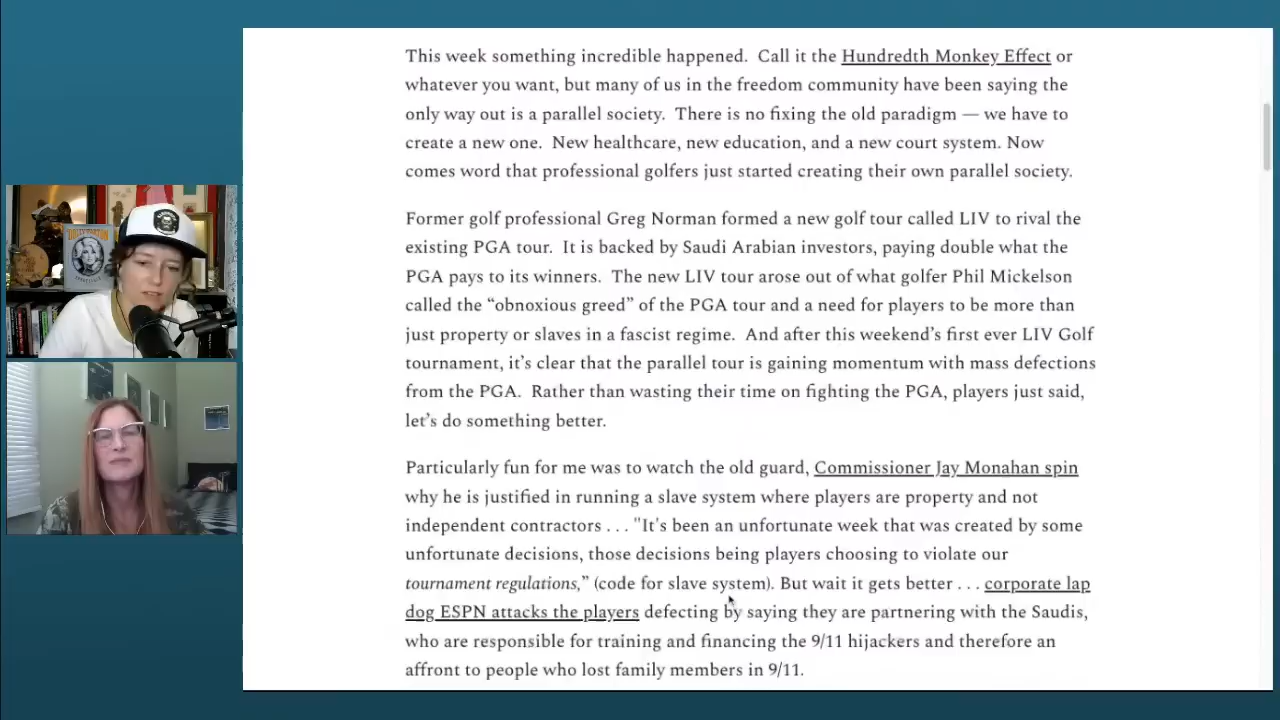 This week something incredible happened.  Call it the Hundredth Monkey Effect or
whatever you want, but many of us in the freedom community have been saying the
only way out is a parallel society.  There is no fixing the old paradigm — we have to
create a new one.  New healthcare, new education, and a new court system. Now
comes word that professional golfers just started creating their own parallel society.
Former golf professional Greg Norman formed a new golf tour called LIV to rival the
existing PGA tour.  It is backed by Saudi Arabian investors, paying double what the
PGA pays to its winners.  The new LIV tour arose out of what golfer Phil Mickelson
called the “obnoxious greed” of the PGA tour and a need for players to be more than
just property or slaves in a fascist regime.  And after this weekend’s first ever LIV Golf
tournament, it’s clear that the parallel tour is gaining momentum with mass defections
from the PGA.  Rather than wasting their time on fighting the PGA, players just said,
let’s do something better.
Particularly fun for me was to watch the old guard, Commissioner Jay Monahan spin
why he is justified in running a slave system where players are property and not
independent contractors . . . "It's been an unfortunate week that was created by some
unfortunate decisions, those decisions being players choosing to violate our
tournament regulations,” (code for slave system). But wait it gets better . . . corporate lap
dog ESPN attacks the players defecting by saying they are partnering with the Saudis,
who are responsible for training and financing the 9/11 hijackers and therefore an
affront to people who lost family members in 9/11.